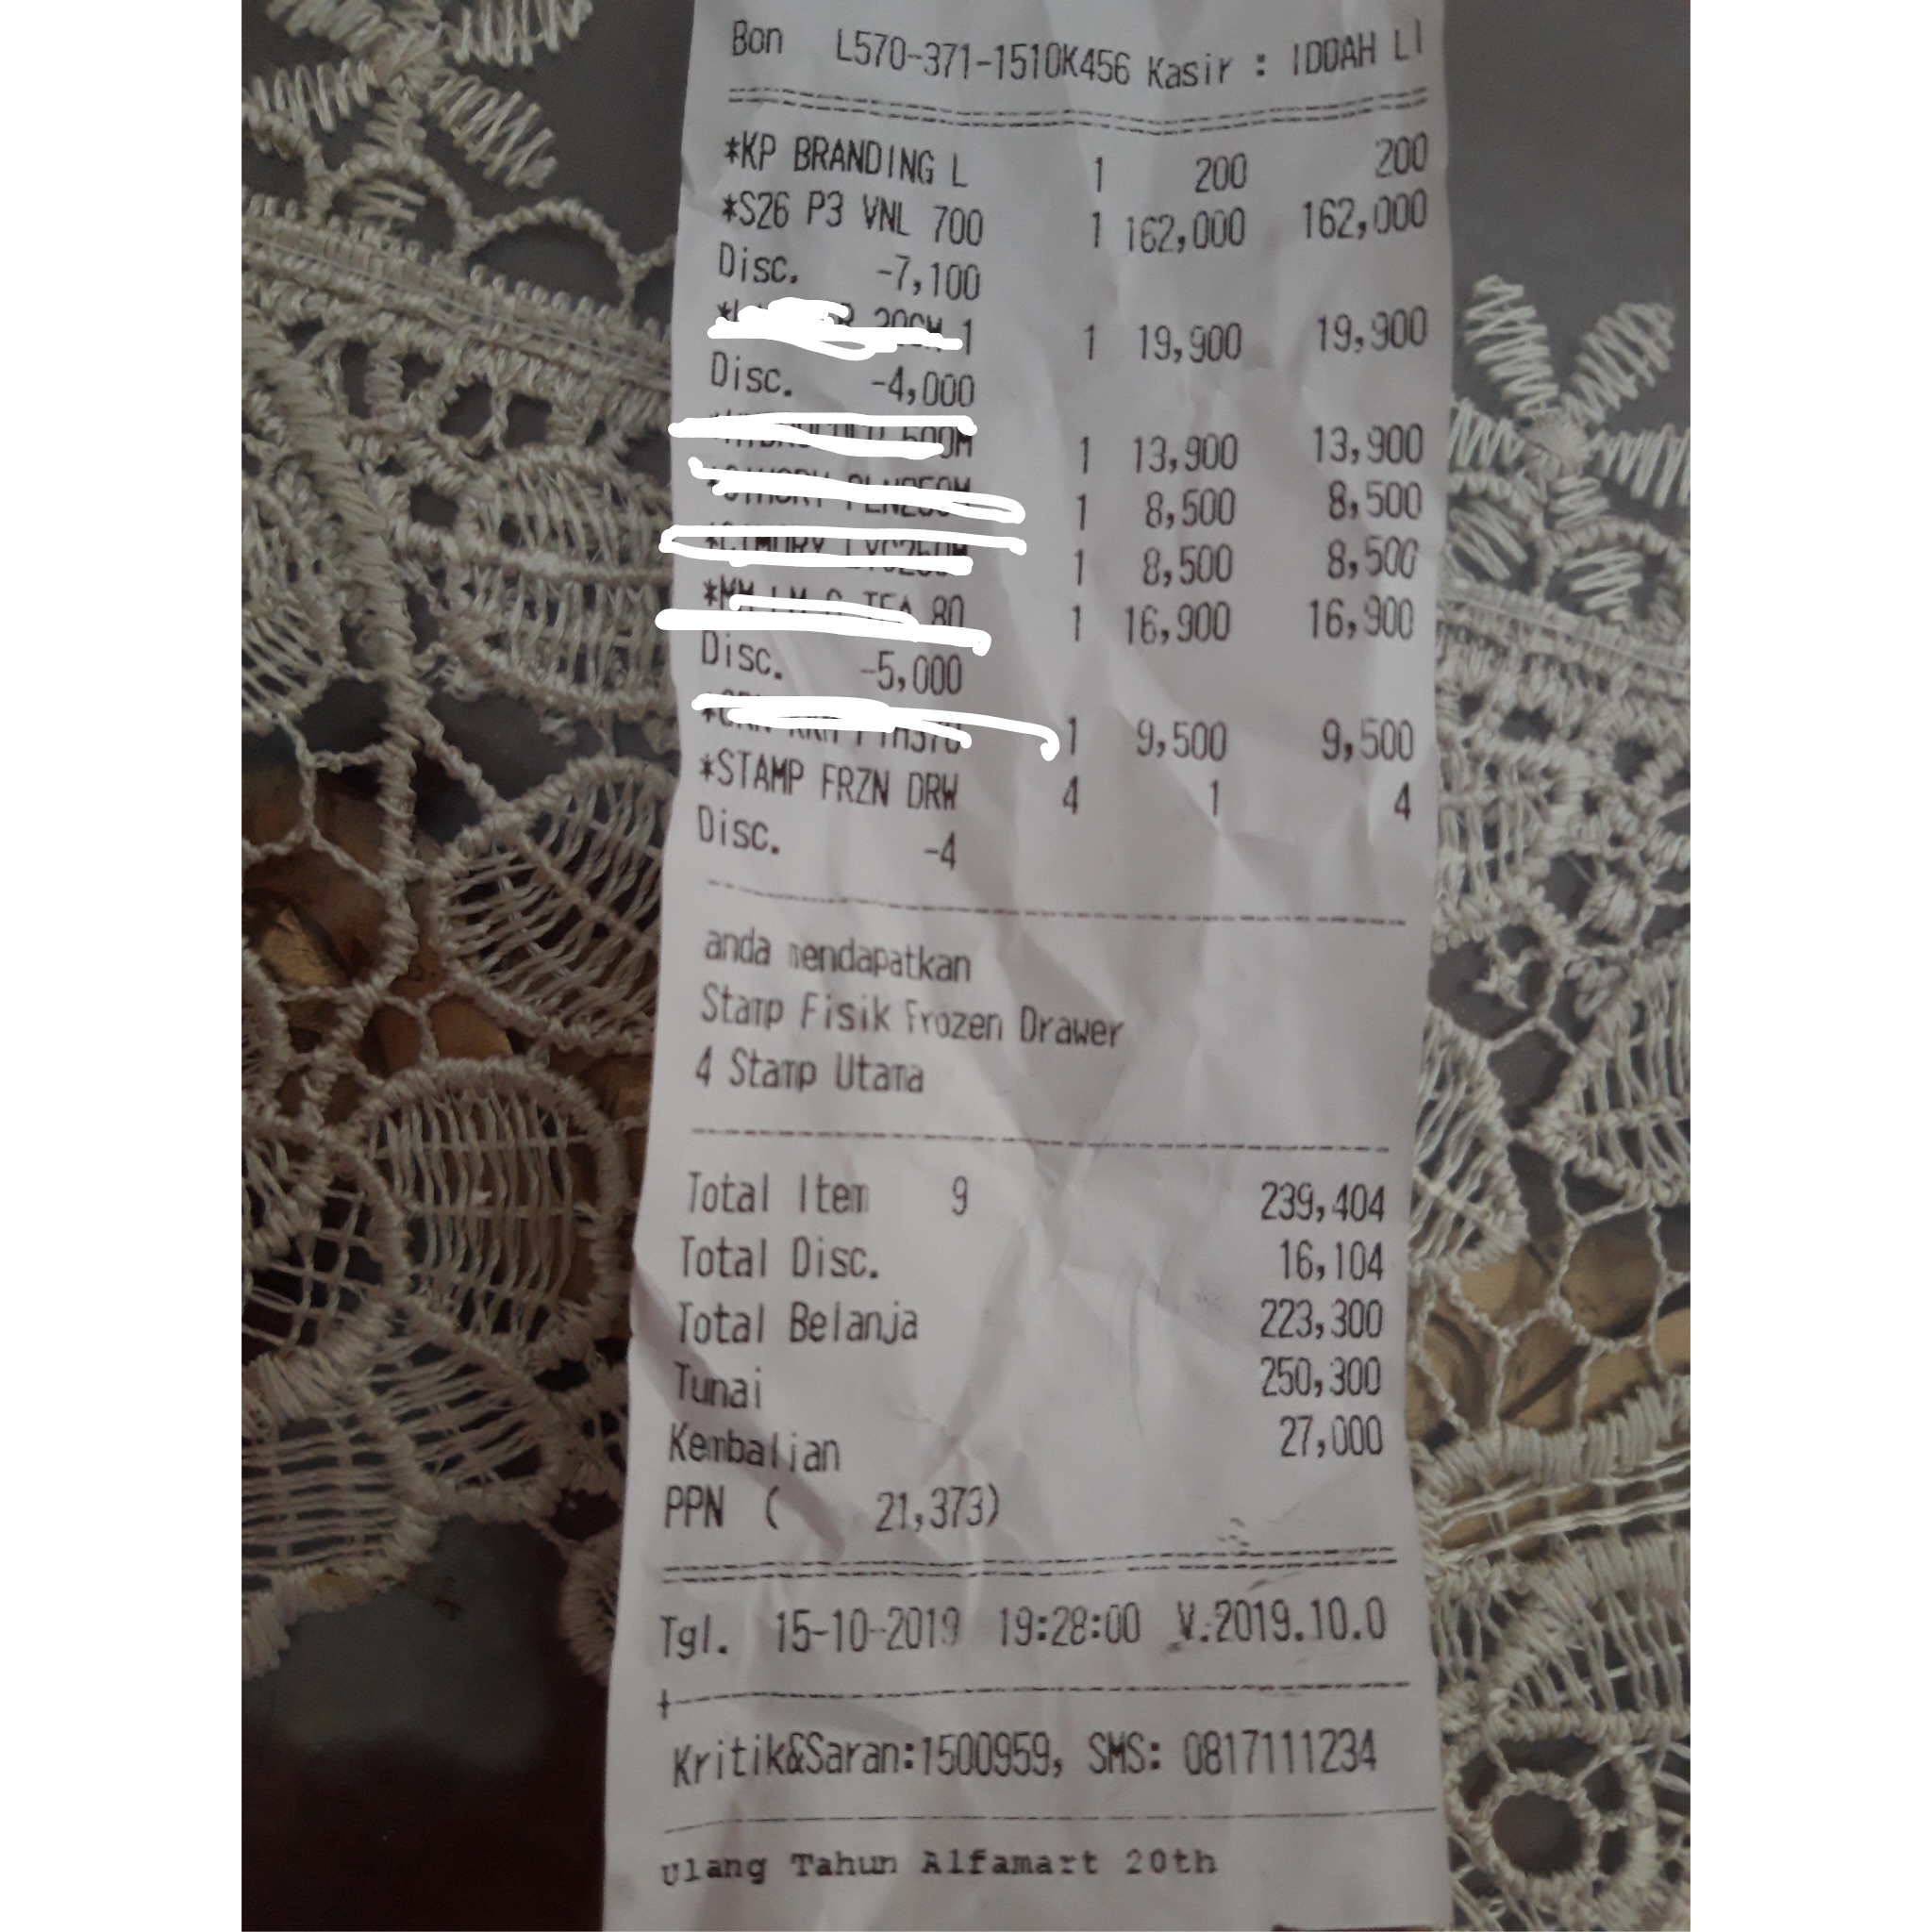 Bon L570-371-1510K456 Kasir : IDDAH LI
*KP BRANDING L 1 200 200
*S26 P3 VNL 700 1 162,000 162,000
Disc. -7,100
1 1 19,900 19,900
Disc. -4,000
1 13,900 13,900
1 8,500 8,500
1 8,500 8,500
80 1 16,900 16,900
Disc. -5,000
1 9,500 9,500
*STAMP FRZN DRW 4 1 4
Disc. -4
anda mendapatkan
Stamp Fisik Frozen Drawer
4 Stamp Utama
Total Item 9 239,404
Total Disc. 16,104
Total Belanja 223,300
Tunai 250,300
Kembalian 27,000
PPN ( 21,373)
Tgl. 15-10-2019 19:28:00 V.2019.10.0
Kritik&Saran:1500959, SMS: 0817111234
Ulang Tahun Alfamart 20th